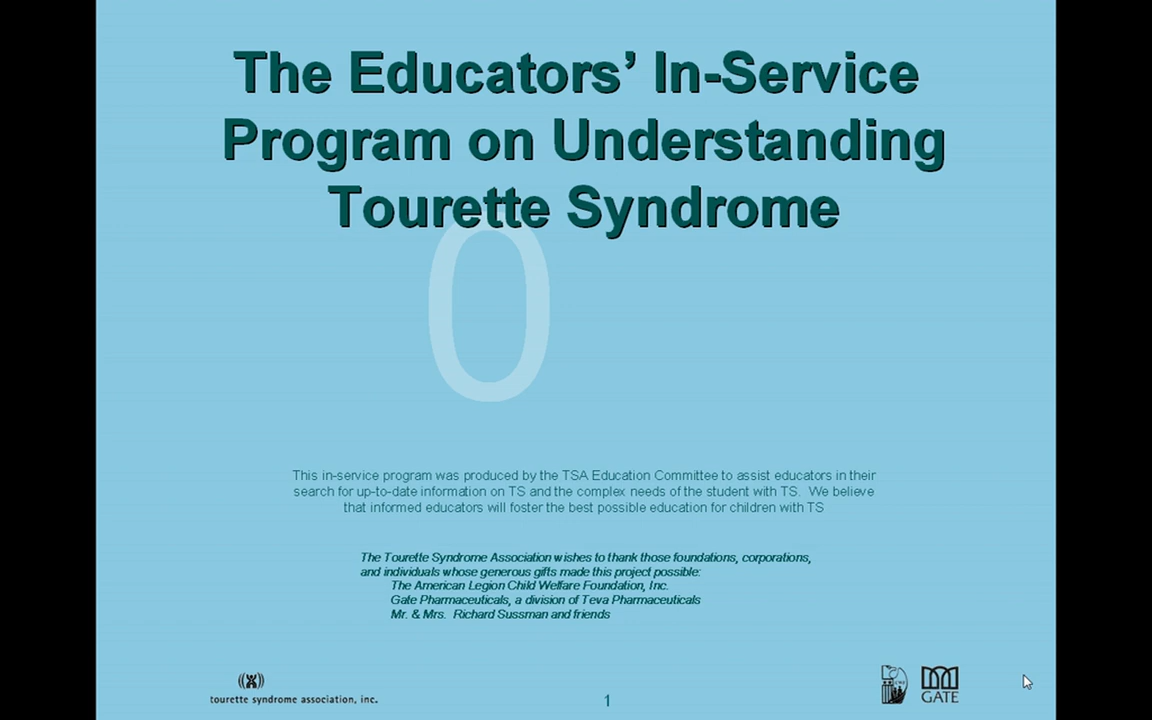 The Educators’ In-Service
Program on Understanding
Tourette Syndrome
0
This in-service program was produced by the TSA Education Committee to assist educators in their
search for up-to-date information on TS and the complex needs of the student with TS. We believe
that informed educators will foster the best possible education for children with TS
The Tourette Syndrome Association wishes to thank those foundations, corporations,
and individuals whose generous gifts made this project possible:
The American Legion Child Welfare Foundation, Inc.
Gate Pharmaceuticals, a division of Teva Pharmaceuticals
Mr. & Mrs. Richard Sussman and friends
tourette syndrome association, inc.
1
GATE